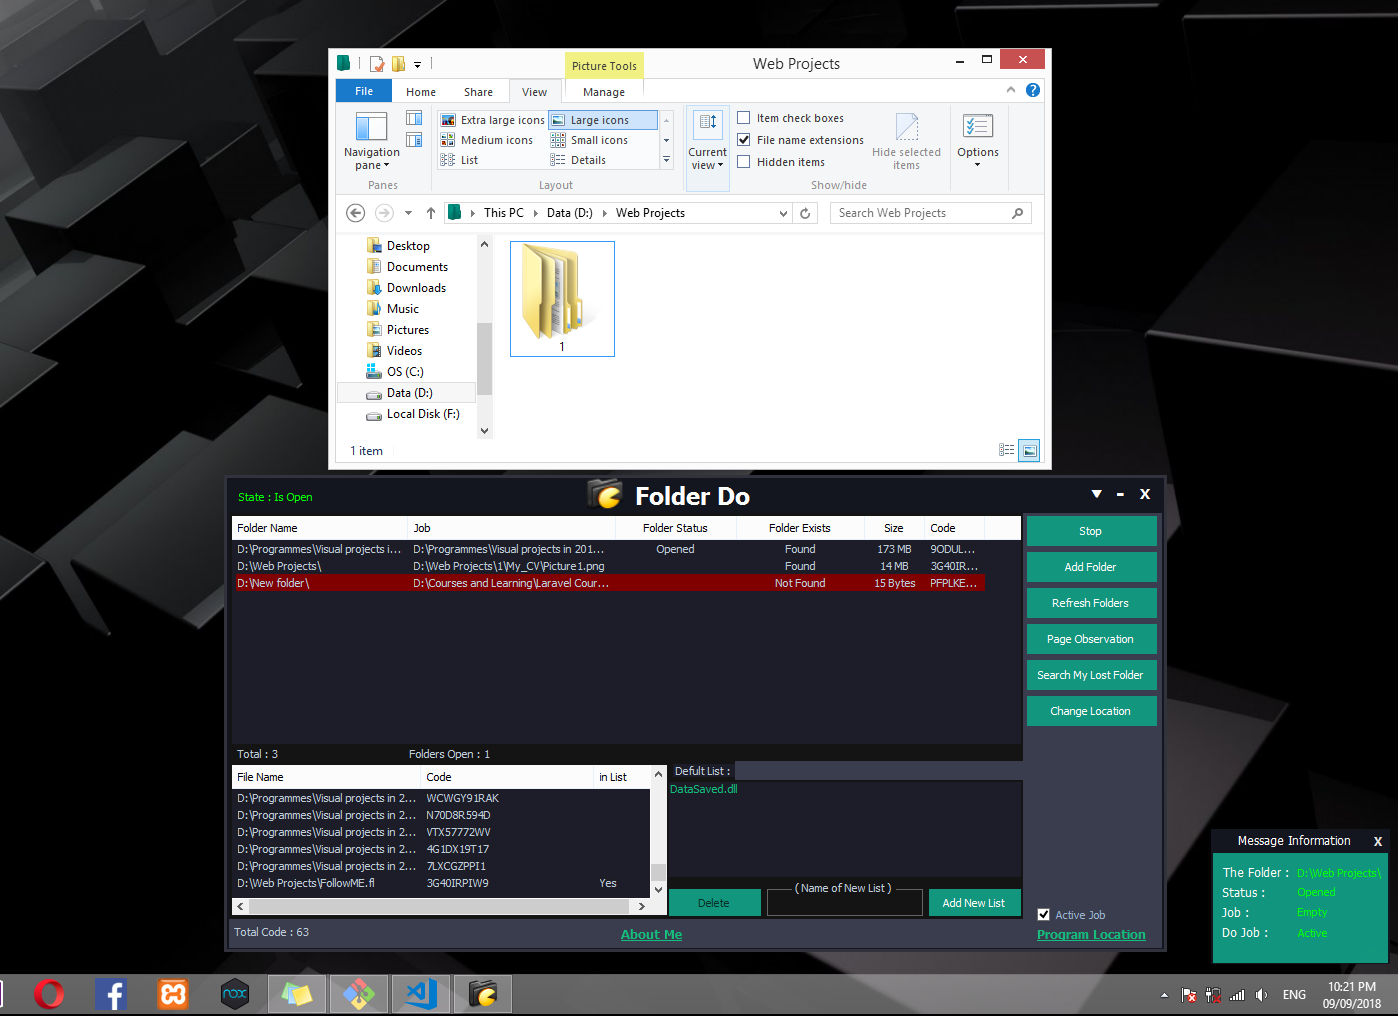 Picture Tools
Web Projects
File Home Share View Manage
Navigation pane
Panes
Extra large icons Large icons
Medium icons Small icons
List Details
Layout
Current view
Item check boxes
File name extensions
Hidden items
Hide selected items
Show/hide
Options
This PC Data (D:) Web Projects
Search Web Projects
Desktop
Documents
Downloads
Music
Pictures
Videos
OS (C:)
Data (D:)
Local Disk (F:)
1
1 item
State : Is Open
Folder Do
X
Folder Name Job Folder Status Folder Exists Size Code
D:\Programmes\Visual projects i... D:\Programmes\Visual projects in 201... Opened Found 173 MB 9ODUL...
D:\Web Projects\ D:\Web Projects\1\My_CV\Picture1.png Found 14 MB 3G40IR...
D:\New folder\ D:\Courses and Learning\Laravel Cour... Not Found 15 Bytes PFPLKE...
Stop
Add Folder
Refresh Folders
Page Observation
Search My Lost Folder
Change Location
Total : 3 Folders Open : 1
File Name Code in List
D:\Programmes\Visual projects in 2... WCWGY91RAK
D:\Programmes\Visual projects in 2... N70D8R594D
D:\Programmes\Visual projects in 2... VTX57772WV
D:\Programmes\Visual projects in 2... 4G1DX19T17
D:\Programmes\Visual projects in 2... 7LXCGZPPI1
D:\Web Projects\FollowME.fl 3G40IRPIW9 Yes
Defult List :
DataSaved.dll
Delete
( Name of New List )
Add New List
Active Job
Total Code : 63
About Me
Program Location
Message Information X
The Folder : D:\Web Projects\
Status : Opened
Job : Empty
Do Job : Active
nox
ENG
10:21 PM
09/09/2018